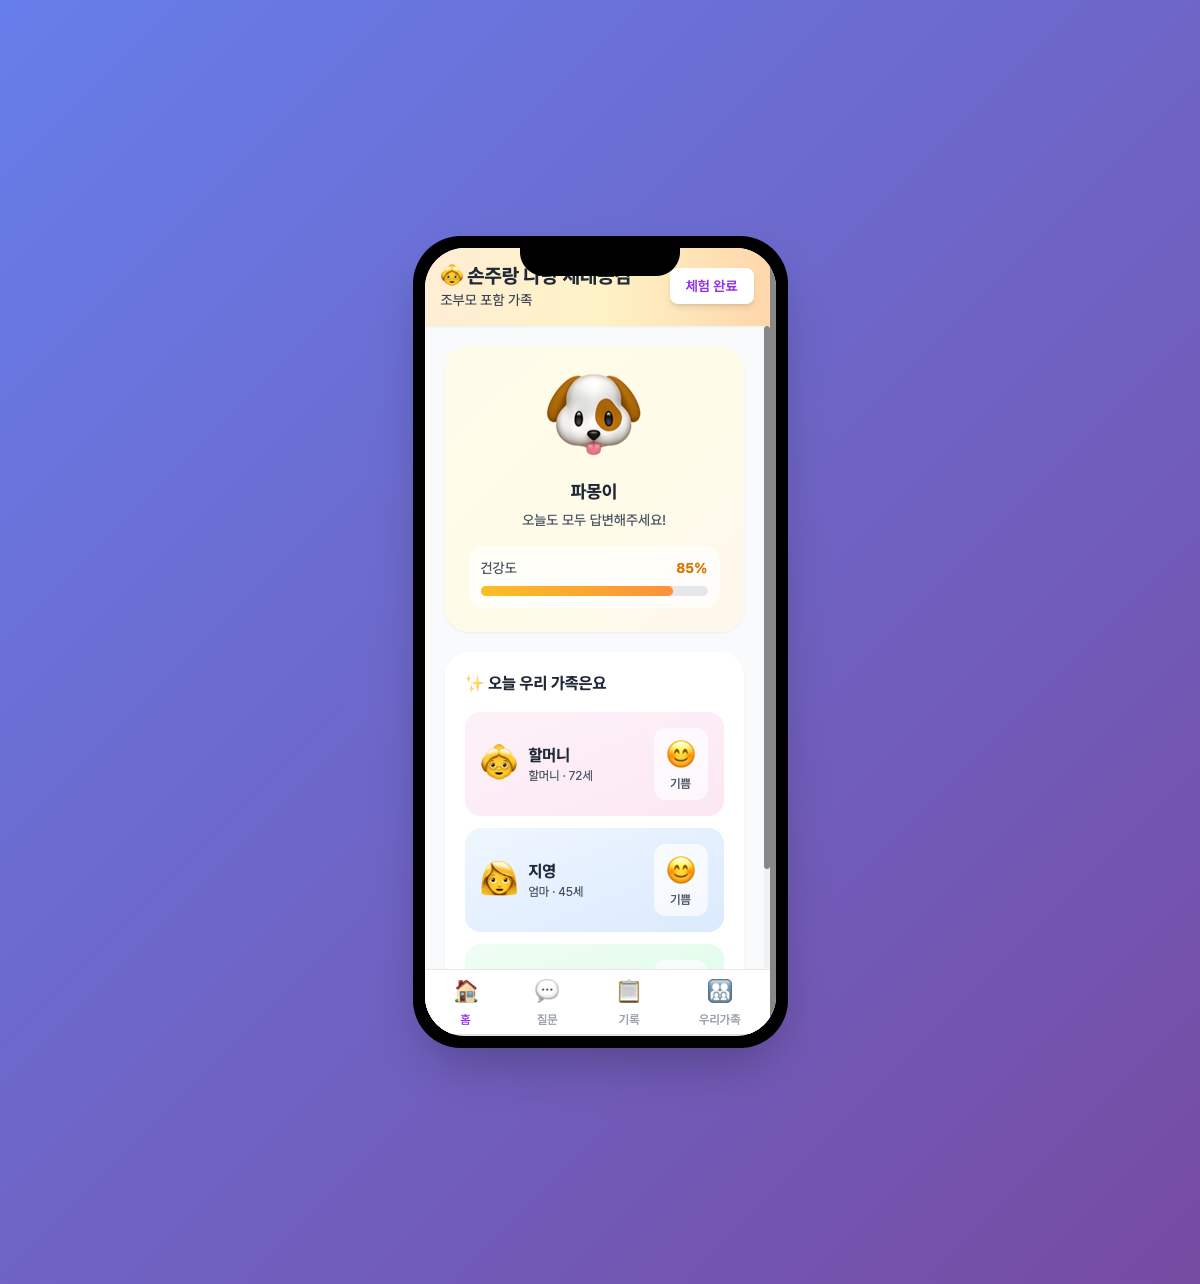 손주랑
조부모 포함 가족
체험 완료
파몽이
오늘도 모두 답변해주세요!
건강도 85%
오늘 우리 가족은요
할머니
할머니 · 72세
기쁨
지영
엄마 · 45세
기쁨
홈 질문 기록 우리가족